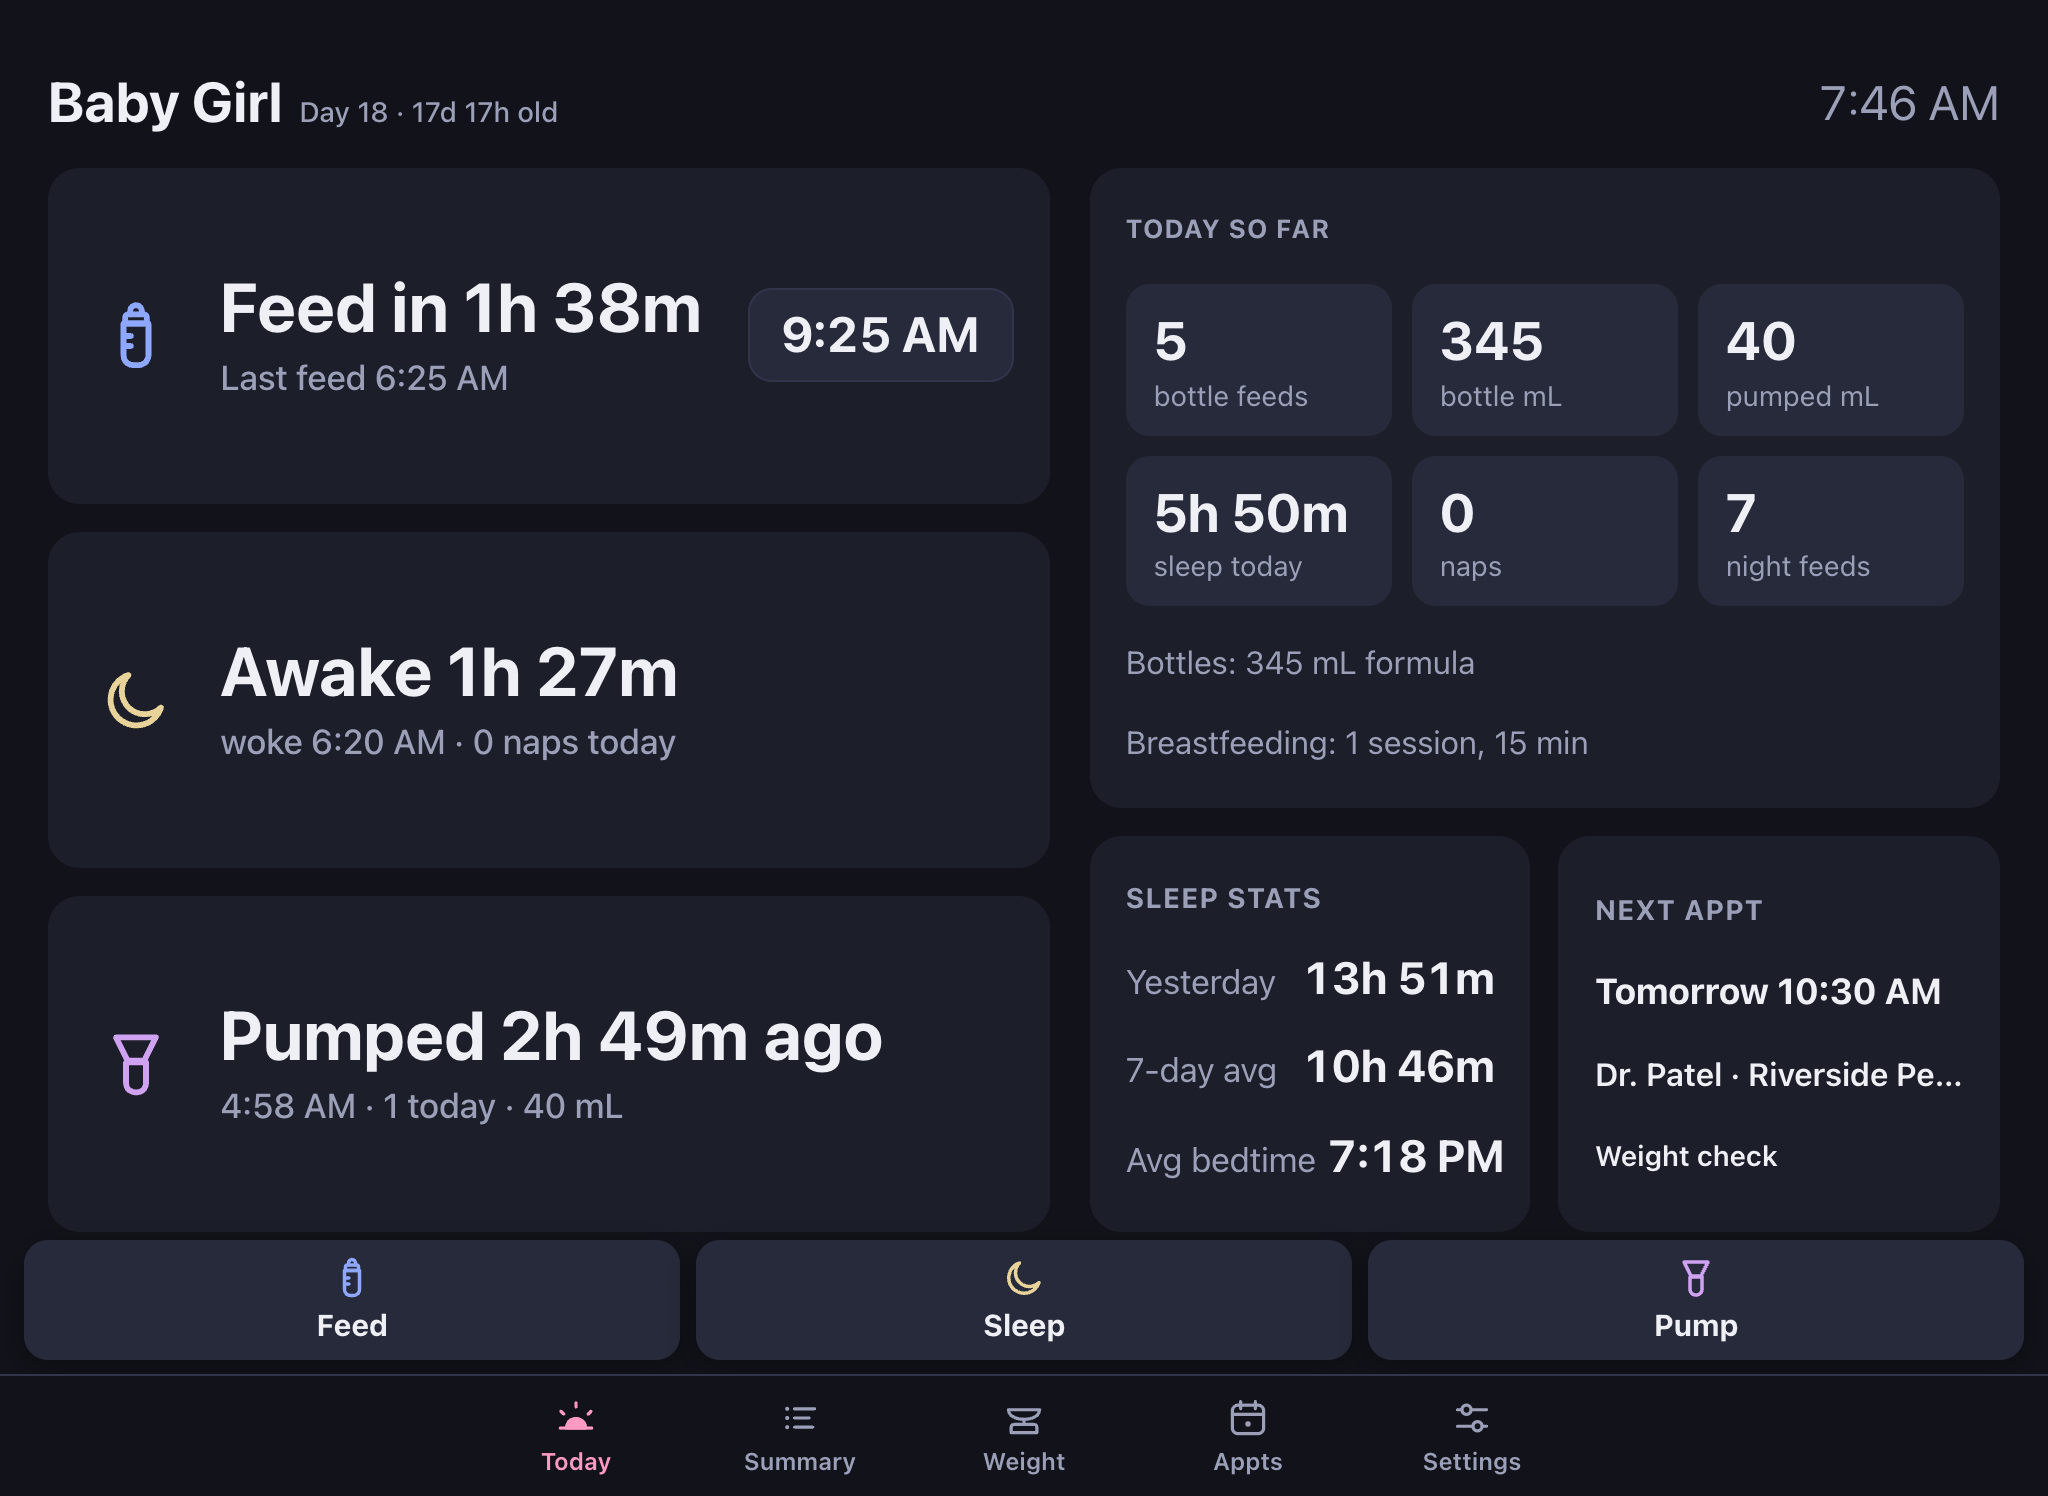 Baby Girl Day 18 · 17d 17h old
7:46 AM
Feed in 1h 38m
Last feed 6:25 AM
9:25 AM
Awake 1h 27m
woke 6:20 AM · 0 naps today
Pumped 2h 49m ago
4:58 AM · 1 today · 40 mL
TODAY SO FAR
5
bottle feeds
345
bottle mL
40
pumped mL
5h 50m
sleep today
0
naps
7
night feeds
Bottles: 345 mL formula
Breastfeeding: 1 session, 15 min
SLEEP STATS
Yesterday 13h 51m
7-day avg 10h 46m
Avg bedtime 7:18 PM
NEXT APPT
Tomorrow 10:30 AM
Dr. Patel · Riverside Pe...
Weight check
Feed
Sleep
Pump
Today
Summary
Weight
Appts
Settings